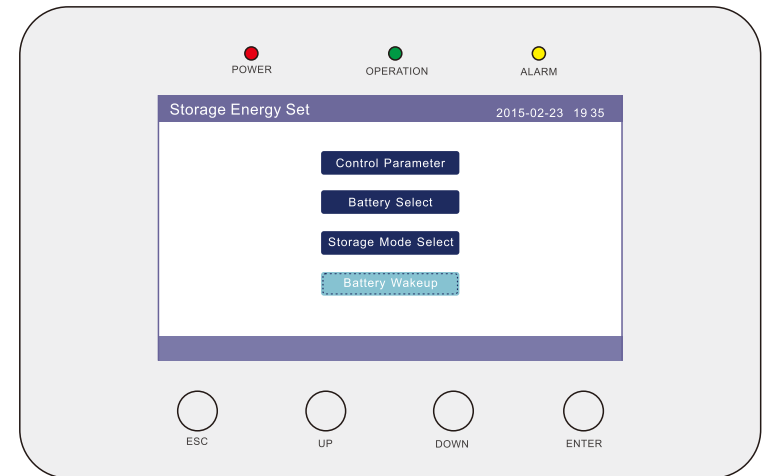 POWER OPERATION ALARM
Storage Energy Set 2015-02-23 19 35
Control Parameter
Battery Select
Storage Mode Select
Battery Wakeup
ESC UP DOWN ENTER